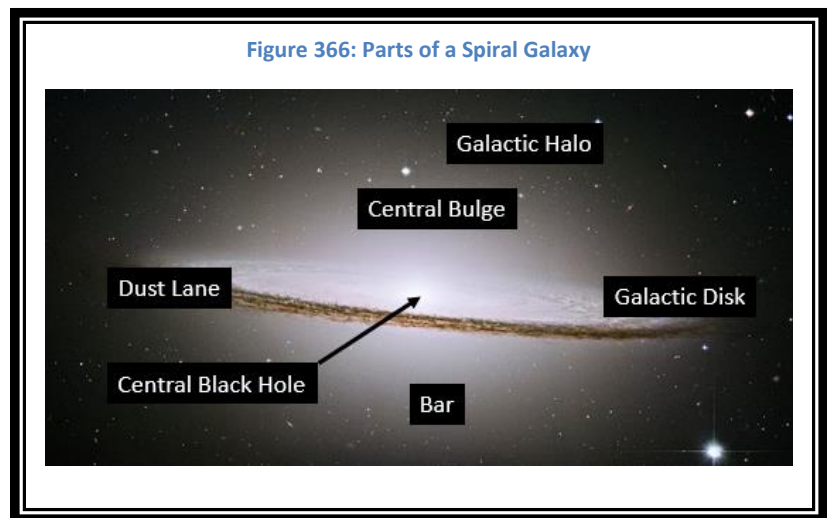 Figure 366: Parts of a Spiral Galaxy
Galactic Halo
Central Bulge
Dust Lane
Galactic Disk
Central Black Hole
Bar